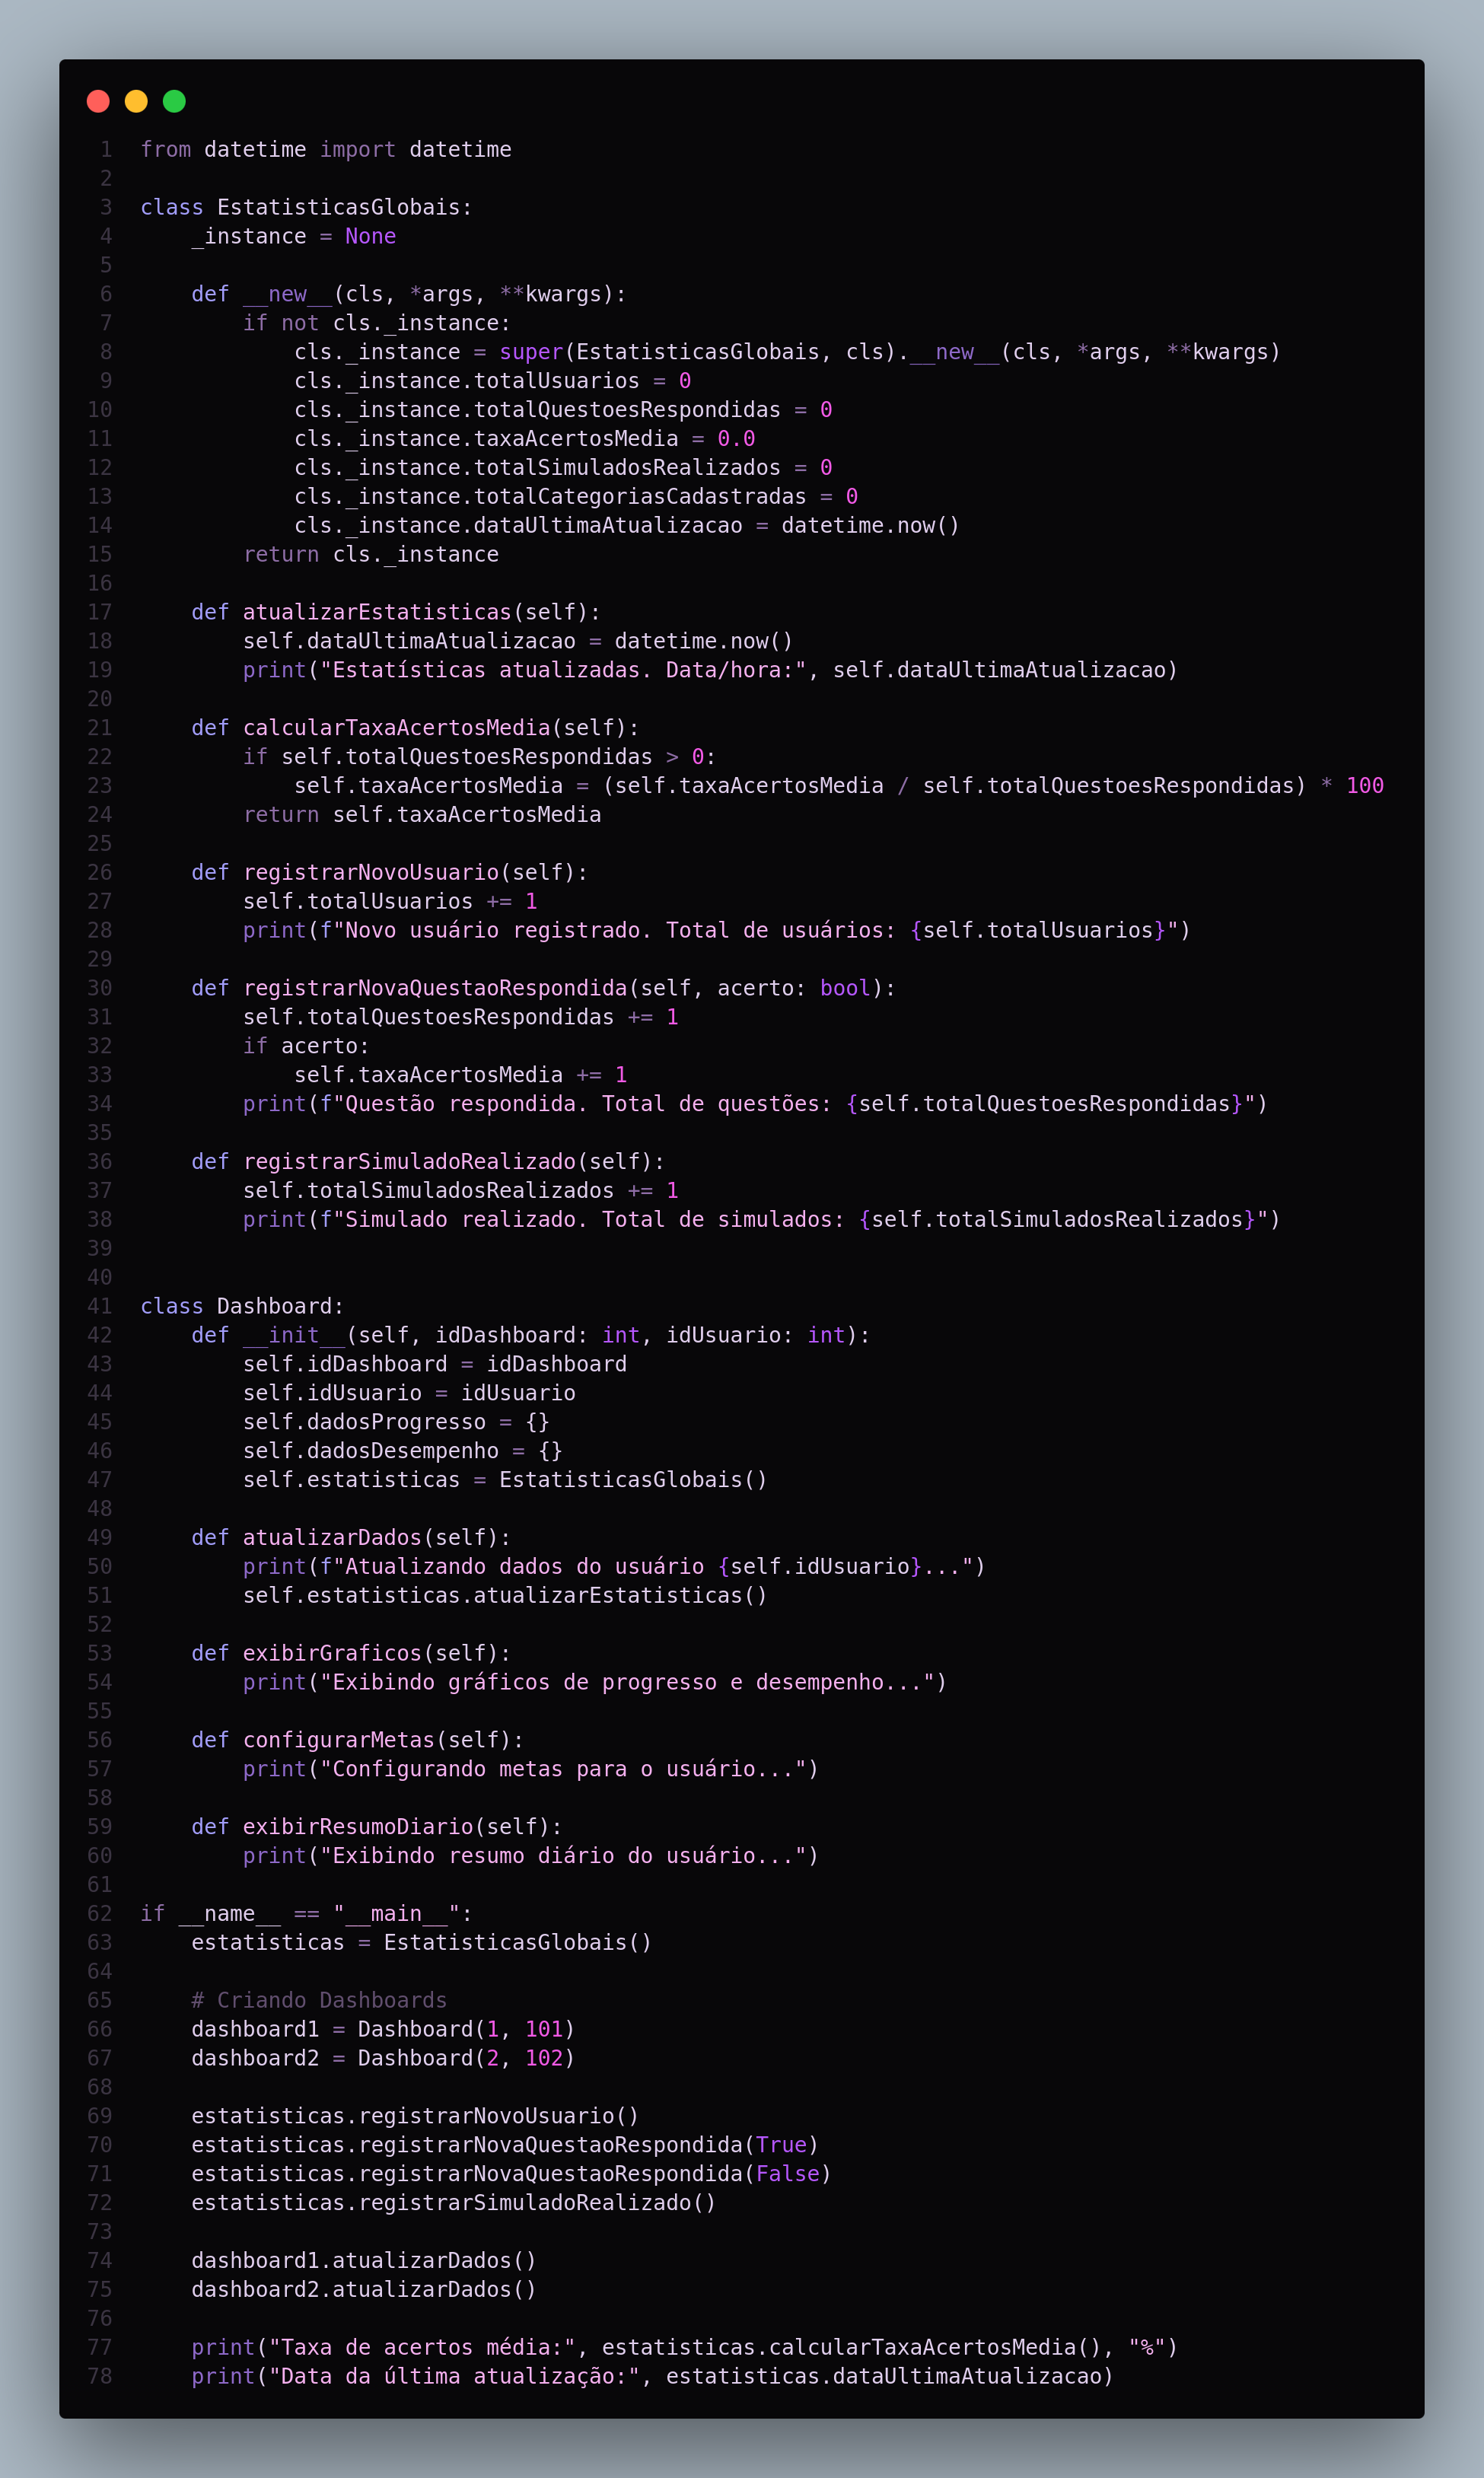 1 from datetime import datetime
2
3 class EstatisticasGlobais:
4     _instance = None
5
6     def __new__(cls, *args, **kwargs):
7         if not cls._instance:
8             cls._instance = super(EstatisticasGlobais, cls).__new__(cls, *args, **kwargs)
9             cls._instance.totalUsuarios = 0
10             cls._instance.totalQuestoesRespondidas = 0
11             cls._instance.taxaAcertosMedia = 0.0
12             cls._instance.totalSimuladosRealizados = 0
13             cls._instance.totalCategoriasCadastradas = 0
14             cls._instance.dataUltimaAtualizacao = datetime.now()
15         return cls._instance
16
17     def atualizarEstatisticas(self):
18         self.dataUltimaAtualizacao = datetime.now()
19         print("Estatísticas atualizadas. Data/hora:", self.dataUltimaAtualizacao)
20
21     def calcularTaxaAcertosMedia(self):
22         if self.totalQuestoesRespondidas > 0:
23             self.taxaAcertosMedia = (self.taxaAcertosMedia / self.totalQuestoesRespondidas) * 100
24         return self.taxaAcertosMedia
25
26     def registrarNovoUsuario(self):
27         self.totalUsuarios += 1
28         print(f"Novo usuário registrado. Total de usuários: {self.totalUsuarios}")
29
30     def registrarNovaQuestaoRespondida(self, acerto: bool):
31         self.totalQuestoesRespondidas += 1
32         if acerto:
33             self.taxaAcertosMedia += 1
34         print(f"Questão respondida. Total de questões: {self.totalQuestoesRespondidas}")
35
36     def registrarSimuladoRealizado(self):
37         self.totalSimuladosRealizados += 1
38         print(f"Simulado realizado. Total de simulados: {self.totalSimuladosRealizados}")
39
40
41 class Dashboard:
42     def __init__(self, idDashboard: int, idUsuario: int):
43         self.idDashboard = idDashboard
44         self.idUsuario = idUsuario
45         self.dadosProgresso = {}
46         self.dadosDesempenho = {}
47         self.estatisticas = EstatisticasGlobais()
48
49     def atualizarDados(self):
50         print(f"Atualizando dados do usuário {self.idUsuario}...")
51         self.estatisticas.atualizarEstatisticas()
52
53     def exibirGraficos(self):
54         print("Exibindo gráficos de progresso e desempenho...")
55
56     def configurarMetas(self):
57         print("Configurando metas para o usuário...")
58
59     def exibirResumoDiario(self):
60         print("Exibindo resumo diário do usuário...")
61
62 if __name__ == "__main__":
63     estatisticas = EstatisticasGlobais()
64
65     # Criando Dashboards
66     dashboard1 = Dashboard(1, 101)
67     dashboard2 = Dashboard(2, 102)
68
69     estatisticas.registrarNovoUsuario()
70     estatisticas.registrarNovaQuestaoRespondida(True)
71     estatisticas.registrarNovaQuestaoRespondida(False)
72     estatisticas.registrarSimuladoRealizado()
73
74     dashboard1.atualizarDados()
75     dashboard2.atualizarDados()
76
77     print("Taxa de acertos média:", estatisticas.calcularTaxaAcertosMedia(), "%")
78     print("Data da última atualização:", estatisticas.dataUltimaAtualizacao)